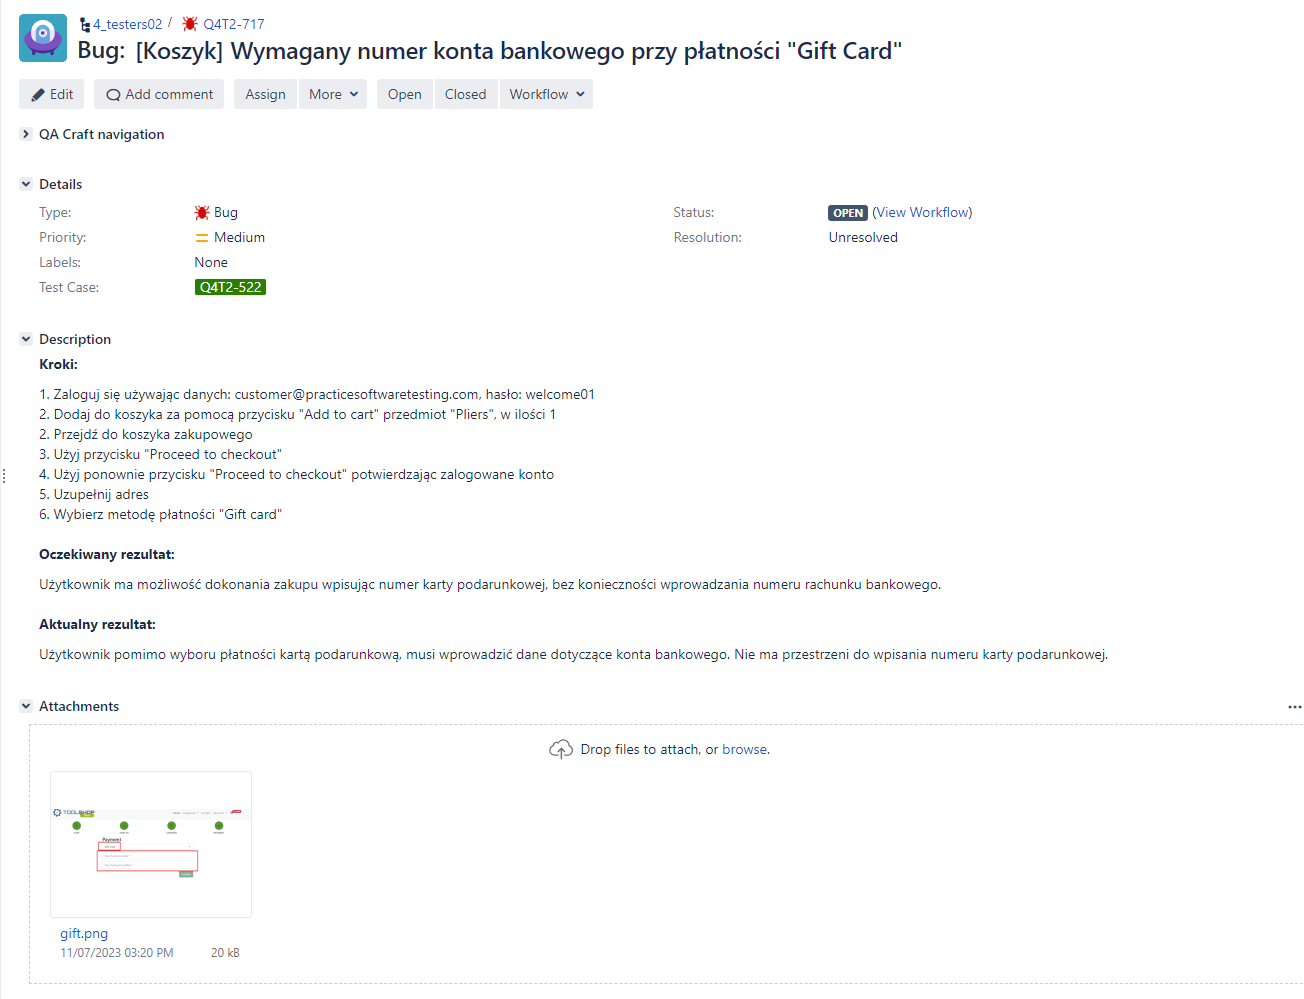 4_testers02 / Q4T2-717
Bug: [Koszyk] Wymagany numer konta bankowego przy płatności "Gift Card"
Edit Add comment Assign More Open Closed Workflow
QA Craft navigation
Details
Type: Bug Status: OPEN (View Workflow)
Priority: Medium Resolution: Unresolved
Labels: None
Test Case: Q4T2-522
Description
Kroki:
1. Zaloguj się używając danych: customer@practicesoftwaretesting.com, hasło: welcome01
2. Dodaj do koszyka za pomocą przycisku "Add to cart" przedmiot "Pliers", w ilości 1
2. Przejdź do koszyka zakupowego
3. Użyj przycisku "Proceed to checkout"
4. Użyj ponownie przycisku "Proceed to checkout" potwierdzając zalogowane konto
5. Uzupełnij adres
6. Wybierz metodę płatności "Gift card"
Oczekiwany rezultat:
Użytkownik ma możliwość dokonania zakupu wpisując numer karty podarunkowej, bez konieczności wprowadzania numeru rachunku bankowego.
Aktualny rezultat:
Użytkownik pomimo wyboru płatności kartą podarunkową, musi wprowadzić dane dotyczące konta bankowego. Nie ma przestrzeni do wpisania numeru karty podarunkowej.
Attachments
Drop files to attach, or browse.
TOOLSHOP
Payment
gift.png
11/07/2023 03:20 PM 20 kB